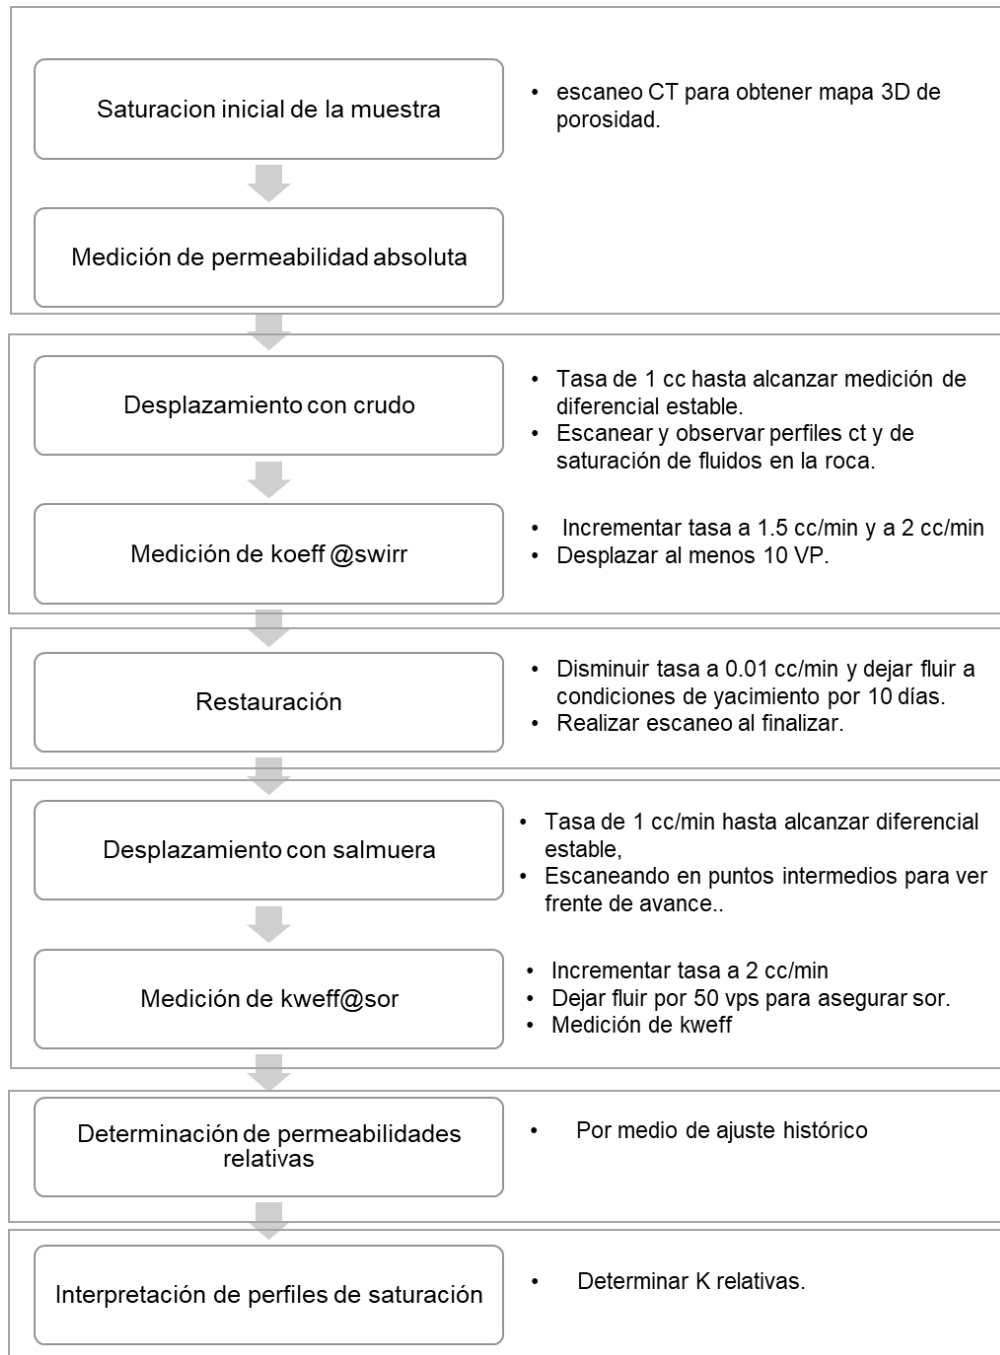 Saturacion inicial de la muestra
• escaneo CT para obtener mapa 3D de
porosidad.
Medición de permeabilidad absoluta
Desplazamiento con crudo
• Tasa de 1 cc hasta alcanzar medición de
diferencial estable.
• Escanear y observar perfiles ct y de
saturación de fluidos en la roca.
Medición de koeff @swirr
• Incrementar tasa a 1.5 cc/min y a 2 cc/min
• Desplazar al menos 10 VP.
Restauración
• Disminuir tasa a 0.01 cc/min y dejar fluir a
condiciones de yacimiento por 10 días.
• Realizar escaneo al finalizar.
Desplazamiento con salmuera
• Tasa de 1 cc/min hasta alcanzar diferencial
estable,
• Escaneando en puntos intermedios para ver
frente de avance..
Medición de kweff@sor
• Incrementar tasa a 2 cc/min
• Dejar fluir por 50 vps para asegurar sor.
• Medición de kweff
Determinación de permeabilidades
relativas
• Por medio de ajuste histórico
Interpretación de perfiles de saturación
• Determinar K relativas.